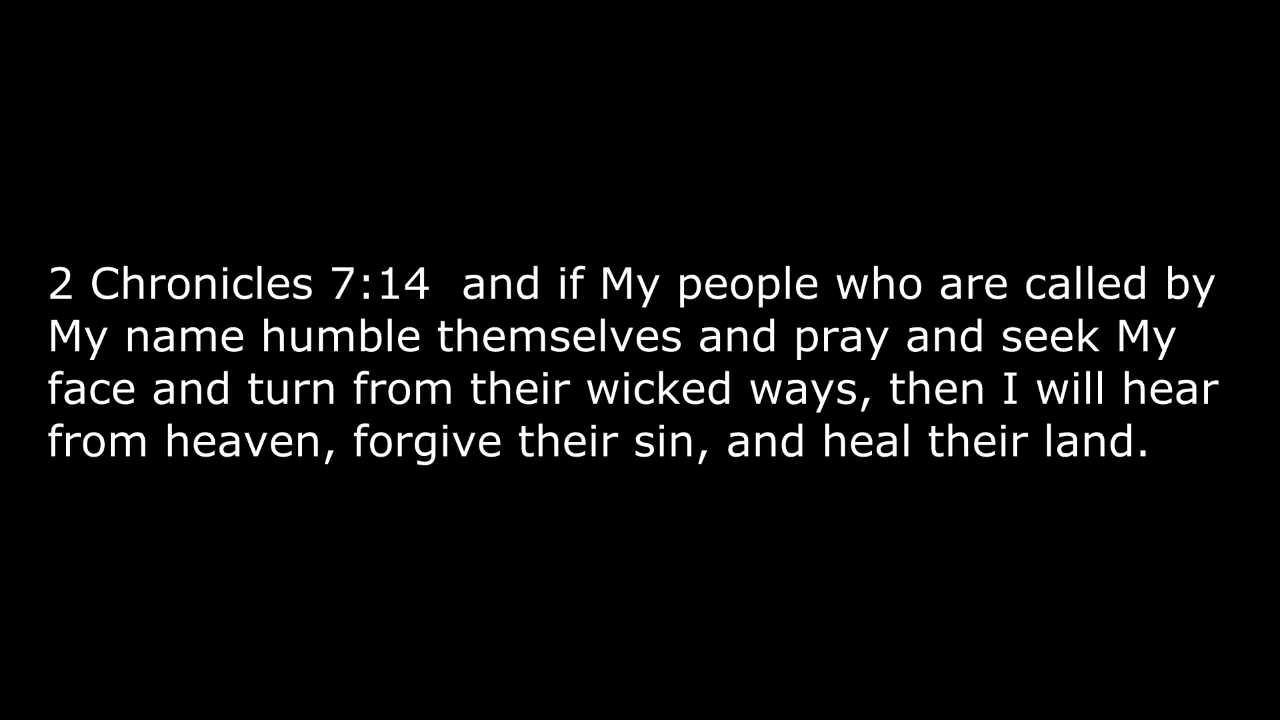 2 Chronicles 7:14  and if My people who are called by
My name humble themselves and pray and seek My
face and turn from their wicked ways, then I will hear
from heaven, forgive their sin, and heal their land.